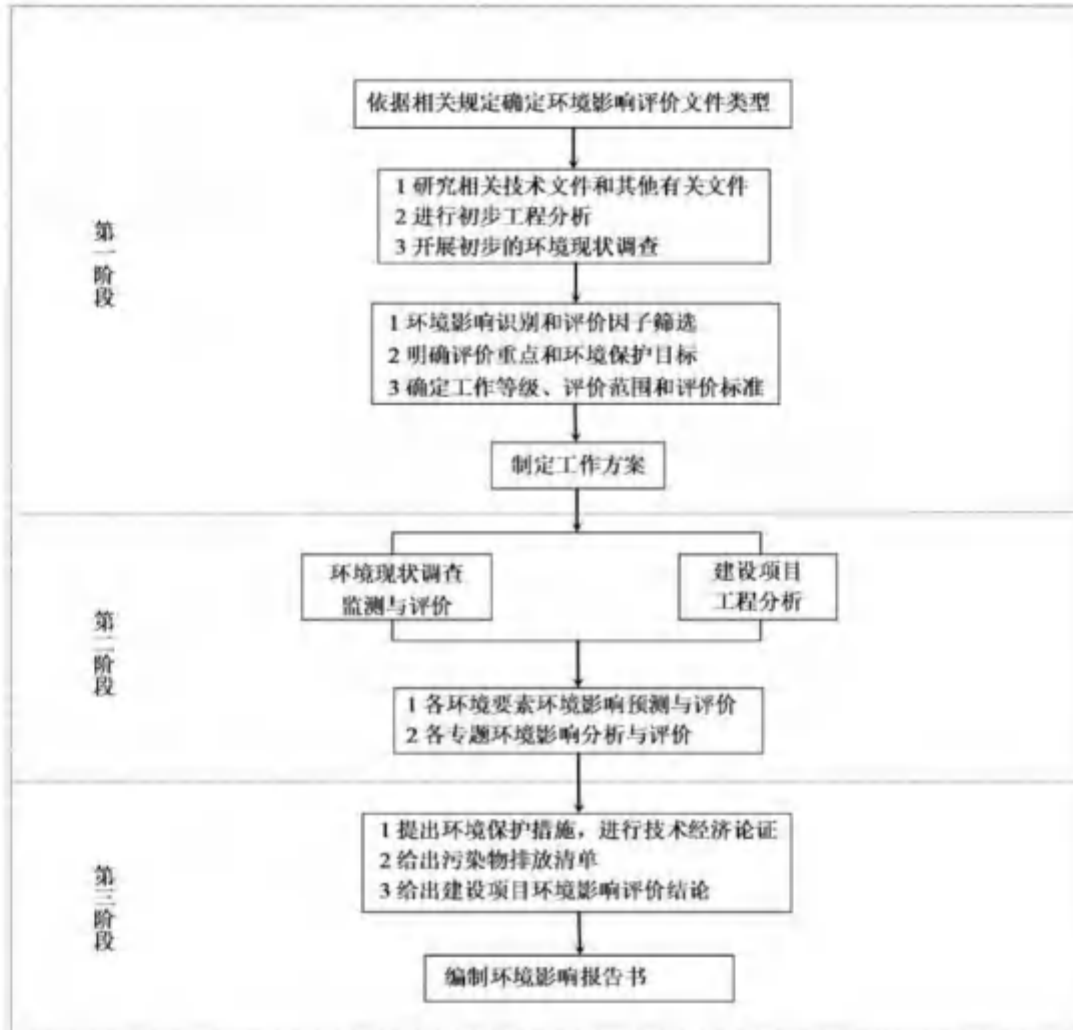 依据相关规定确定环境影响评价文件类型
1 研究相关技术文件和其他有关文件
2 进行初步工程分析
3 开展初步的环境现状调查
第一阶段
1 环境影响识别和评价因子筛选
2 明确评价重点和环境保护目标
3 确定工作等级、评价范围和评价标准
制定工作方案
环境现状调查
监测与评价
建设项目
工程分析
第二阶段
1 各环境要素环境影响预测与评价
2 各专题环境影响分析与评价
1 提出环境保护措施，进行技术经济论证
2 给出污染物排放清单
3 给出建设项目环境影响评价结论
第三阶段
编制环境影响报告书